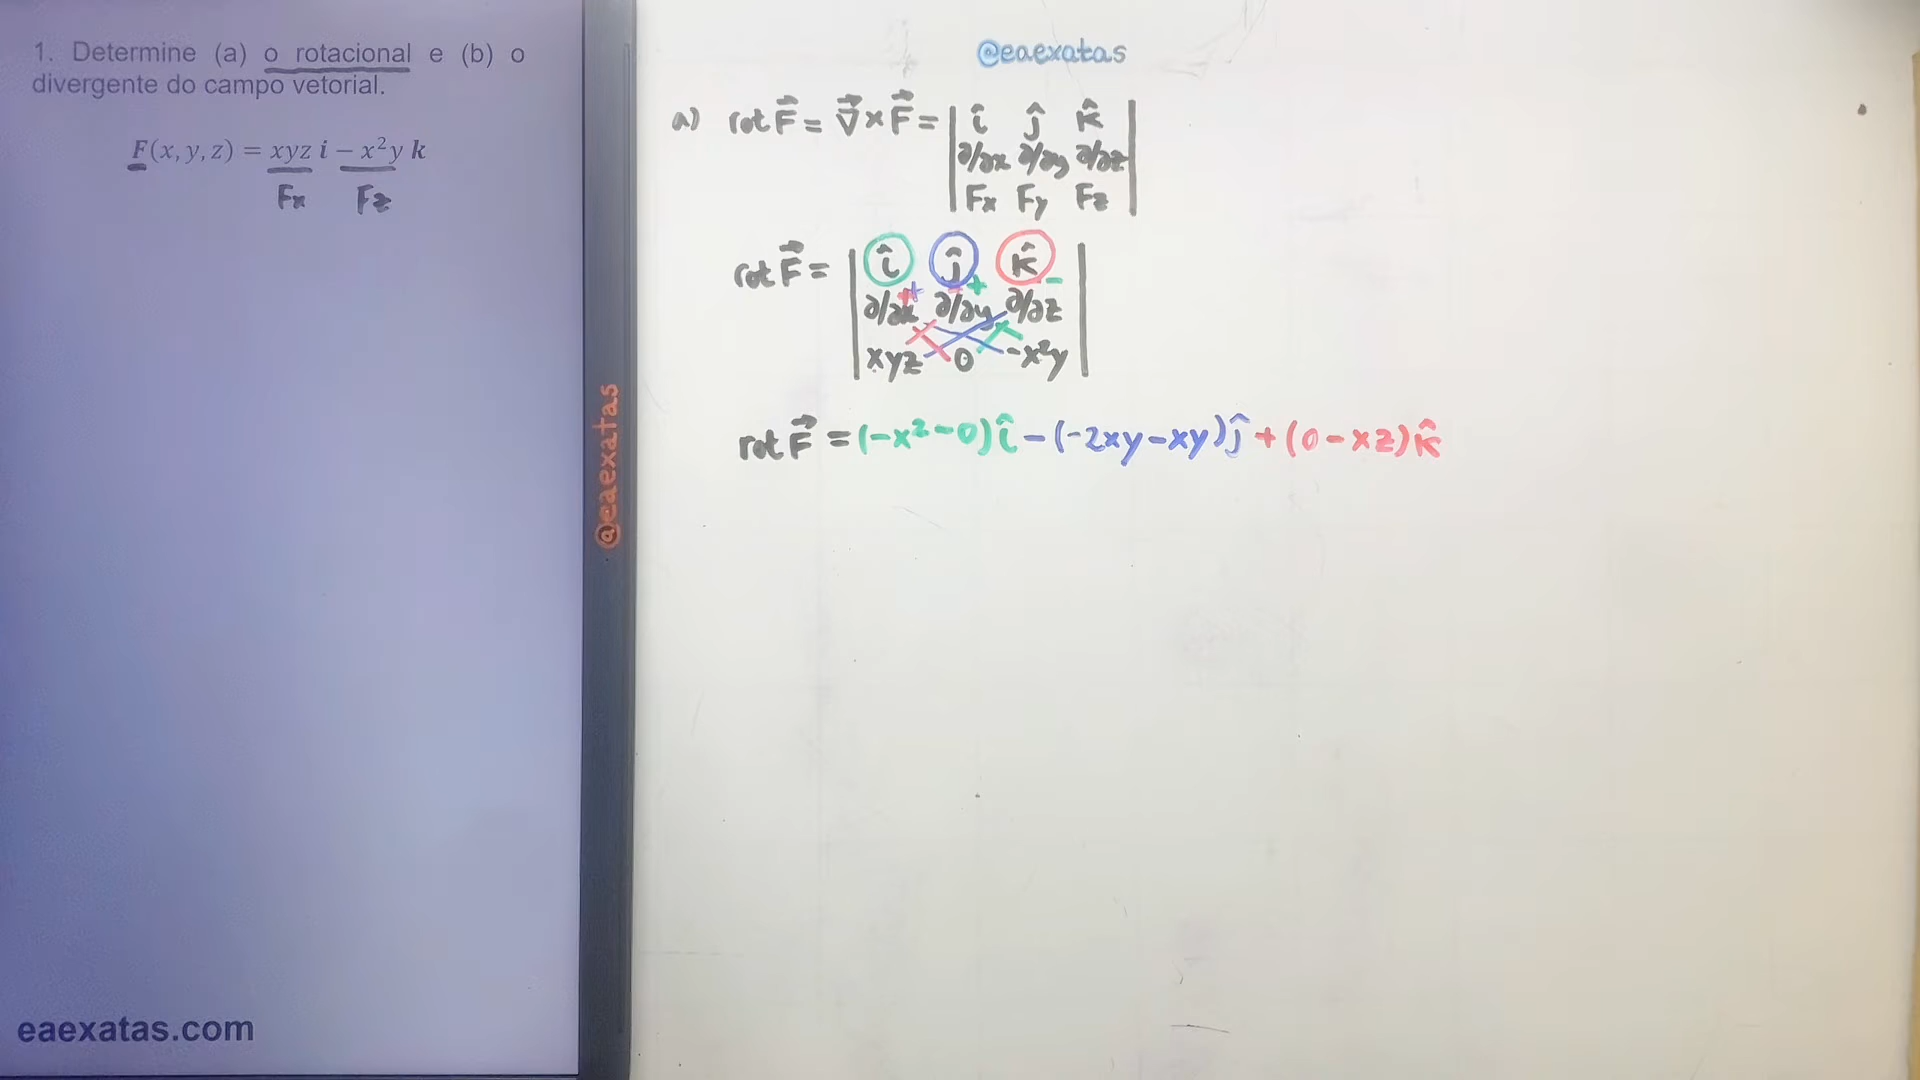 1. Determine (a) o rotacional e (b) o
divergente do campo vetorial.
F(x, y, z) = xyz i − x²y k
Fx Fz
eaexatas.com
@eaexatas
@eaexatas
a) rot F⃗ = ∇⃗ × F⃗ = | î ĵ k̂ |
| ∂/∂x ∂/∂y ∂/∂z |
| Fx Fy Fz |
rot F⃗ = | î ĵ k̂ |
| ∂/∂x ∂/∂y ∂/∂z |
| xyz 0 -x²y |
rot F⃗ = (-x²-0)î - (-2xy-xy)ĵ + (0-xz)k̂